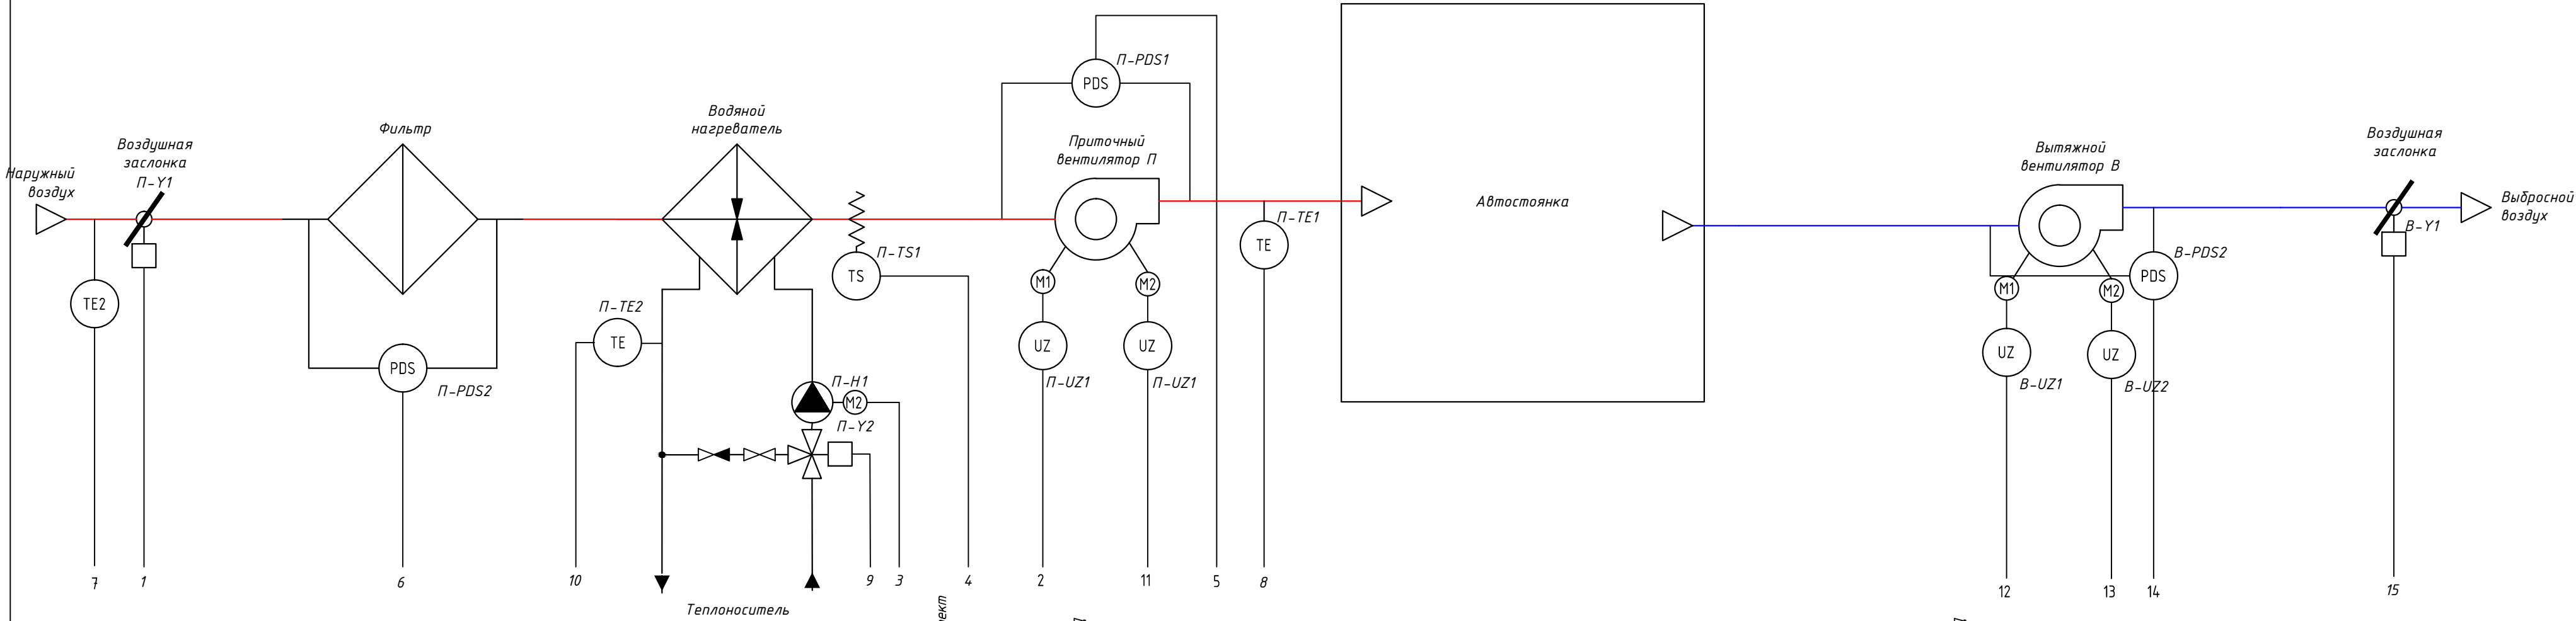 Наружный
воздух
Воздушная
заслонка
П-Y1
TE2
Фильтр
PDS
П-PDS2
Водяной
нагреватель
П-TS1
TS
П-TE2
TE
П-H1
M2
П-Y2
Теплоноситель
П-PDS1
PDS
Приточный
вентилятор П
M1
M2
UZ
UZ
П-UZ1
П-UZ1
П-TE1
TE
Автостоянка
Вытяжной
вентилятор В
В-PDS2
PDS
M1
M2
UZ
UZ
В-UZ1
В-UZ2
Воздушная
заслонка
В-Y1
Выбросной
воздух
7
1
6
10
9
3
4
2
11
5
8
12
13
14
15